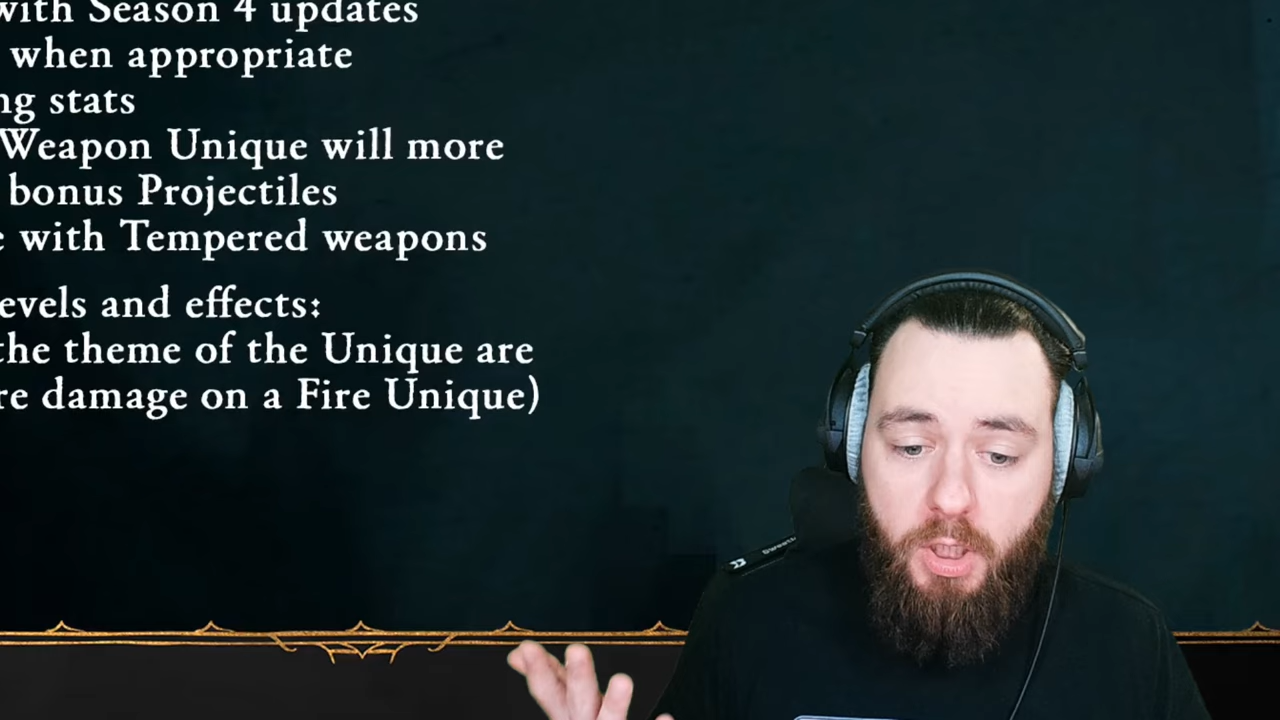 with Season 4 updates
when appropriate
ng stats
Weapon Unique will more
bonus Projectiles
e with Tempered weapons
evels and effects:
the theme of the Unique are
re damage on a Fire Unique)